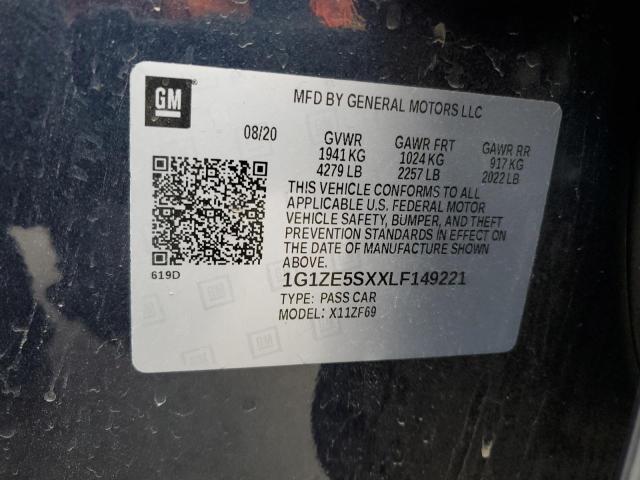 GM
MFD BY GENERAL MOTORS LLC
08/20 GVWR GAWR FRT GAWR RR
1941 KG 1024 KG 917 KG
4279 LB 2257 LB 2022 LB
THIS VEHICLE CONFORMS TO ALL
APPLICABLE U.S. FEDERAL MOTOR
VEHICLE SAFETY, BUMPER, AND THEFT
PREVENTION STANDARDS IN EFFECT ON
THE DATE OF MANUFACTURE SHOWN
ABOVE.
619D
1G1ZE5SXXLF149221
TYPE: PASS CAR
MODEL: X11ZF69